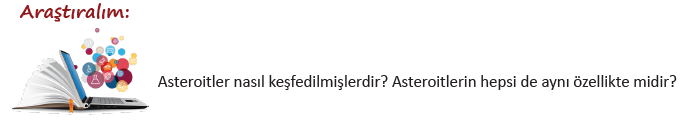 Araştıralım:
Asteroitler nasıl keşfedilmişlerdir? Asteroitlerin hepsi de aynı özellikte midir?